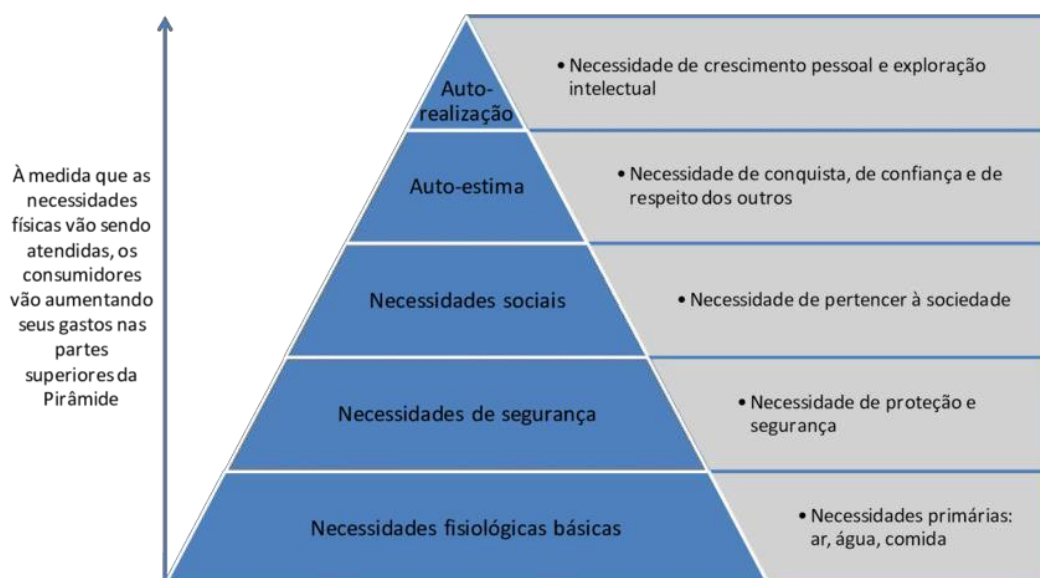 À medida que as
necessidades
físicas vão sendo
atendidas, os
consumidores
vão aumentando
seus gastos nas
partes
superiores da
Pirâmide
Auto-
realização
• Necessidade de crescimento pessoal e exploração
intelectual
Auto-estima
• Necessidade de conquista, de confiança e de
respeito dos outros
Necessidades sociais
• Necessidade de pertencer à sociedade
Necessidades de segurança
• Necessidade de proteção e
segurança
Necessidades fisiológicas básicas
• Necessidades primárias:
ar, água, comida